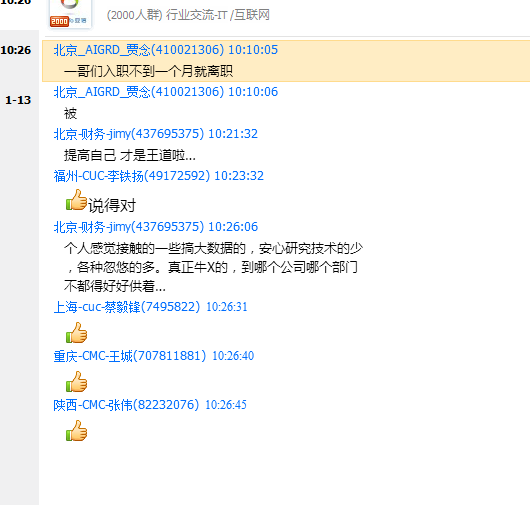 10:26
(2000人群) 行业交流-IT /互联网
2000
10:26
北京_AIGRD_贾念(410021306) 10:10:05
一哥们入职不到一个月就离职
1-13
北京_AIGRD_贾念(410021306) 10:10:06
被
北京-财务-jimy(437695375) 10:21:32
提高自己 才是王道啦...
福州-CUC-李铁扬(49172592) 10:23:32
说得对
北京-财务-jimy(437695375) 10:26:06
个人感觉接触的一些搞大数据的，安心研究技术的少
，各种忽悠的多。真正牛X的，到哪个公司哪个部门
不都得好好供着...
上海-cuc-蔡毅锋(7495822) 10:26:31
重庆-CMC-王城(707811881) 10:26:40
陕西-CMC-张伟(82232076) 10:26:45